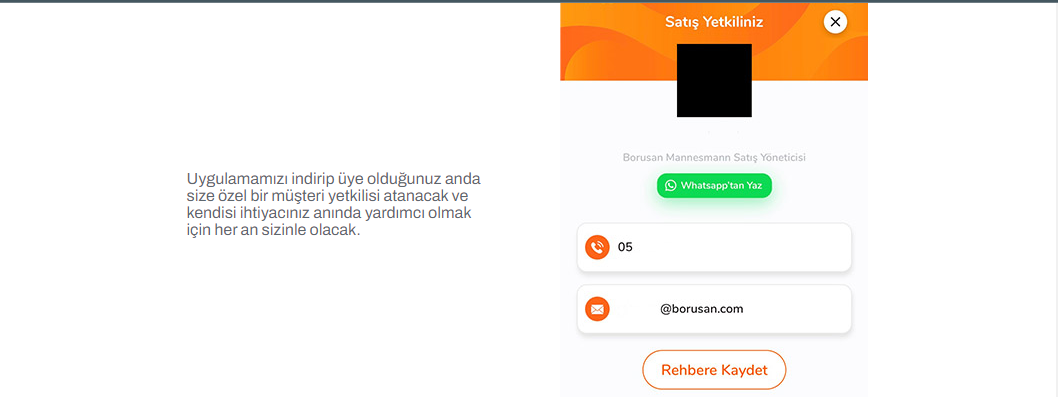 Uygulamamızı indirip üye olduğunuz anda
size özel bir müşteri yetkilisi atanacak ve
kendisi ihtiyacınız anında yardımcı olmak
için her an sizinle olacak.
Satış Yetkiliniz
Borusan Mannesmann Satış Yöneticisi
Whatsapp'tan Yaz
05
@borusan.com
Rehbere Kaydet